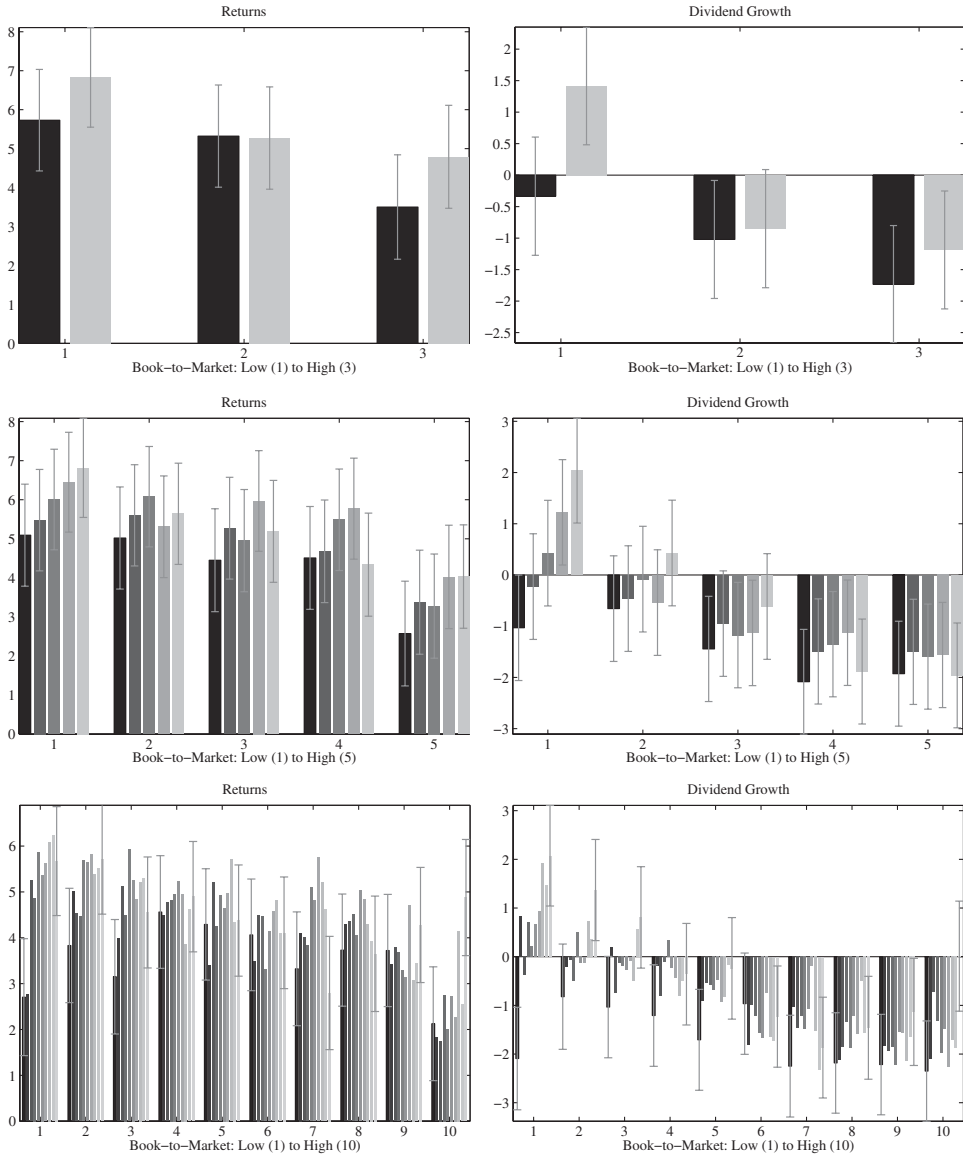 Returns
8
7
6
5
4
3
2
1
0
1 2 3
Book−to−Market: Low (1) to High (3)
Dividend Growth
2
1.5
1
0.5
0
−0.5
−1
−1.5
−2
−2.5
1 2 3
Book−to−Market: Low (1) to High (3)
Returns
8
7
6
5
4
3
2
1
0
1 2 3 4 5
Book−to−Market: Low (1) to High (5)
Dividend Growth
3
2
1
0
−1
−2
−3
1 2 3 4 5
Book−to−Market: Low (1) to High (5)
Returns
6
5
4
3
2
1
0
1 2 3 4 5 6 7 8 9 10
Book−to−Market: Low (1) to High (10)
Dividend Growth
3
2
1
0
−1
−2
−3
1 2 3 4 5 6 7 8 9 10
Book−to−Market: Low (1) to High (10)